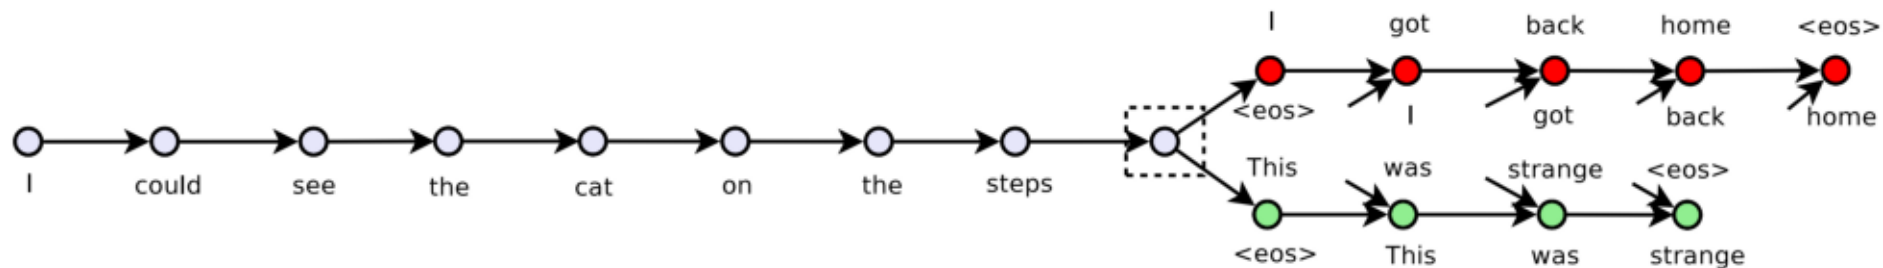 I got back home <eos>
<eos> I got back home
I could see the cat on the steps
This was strange <eos>
<eos> This was strange